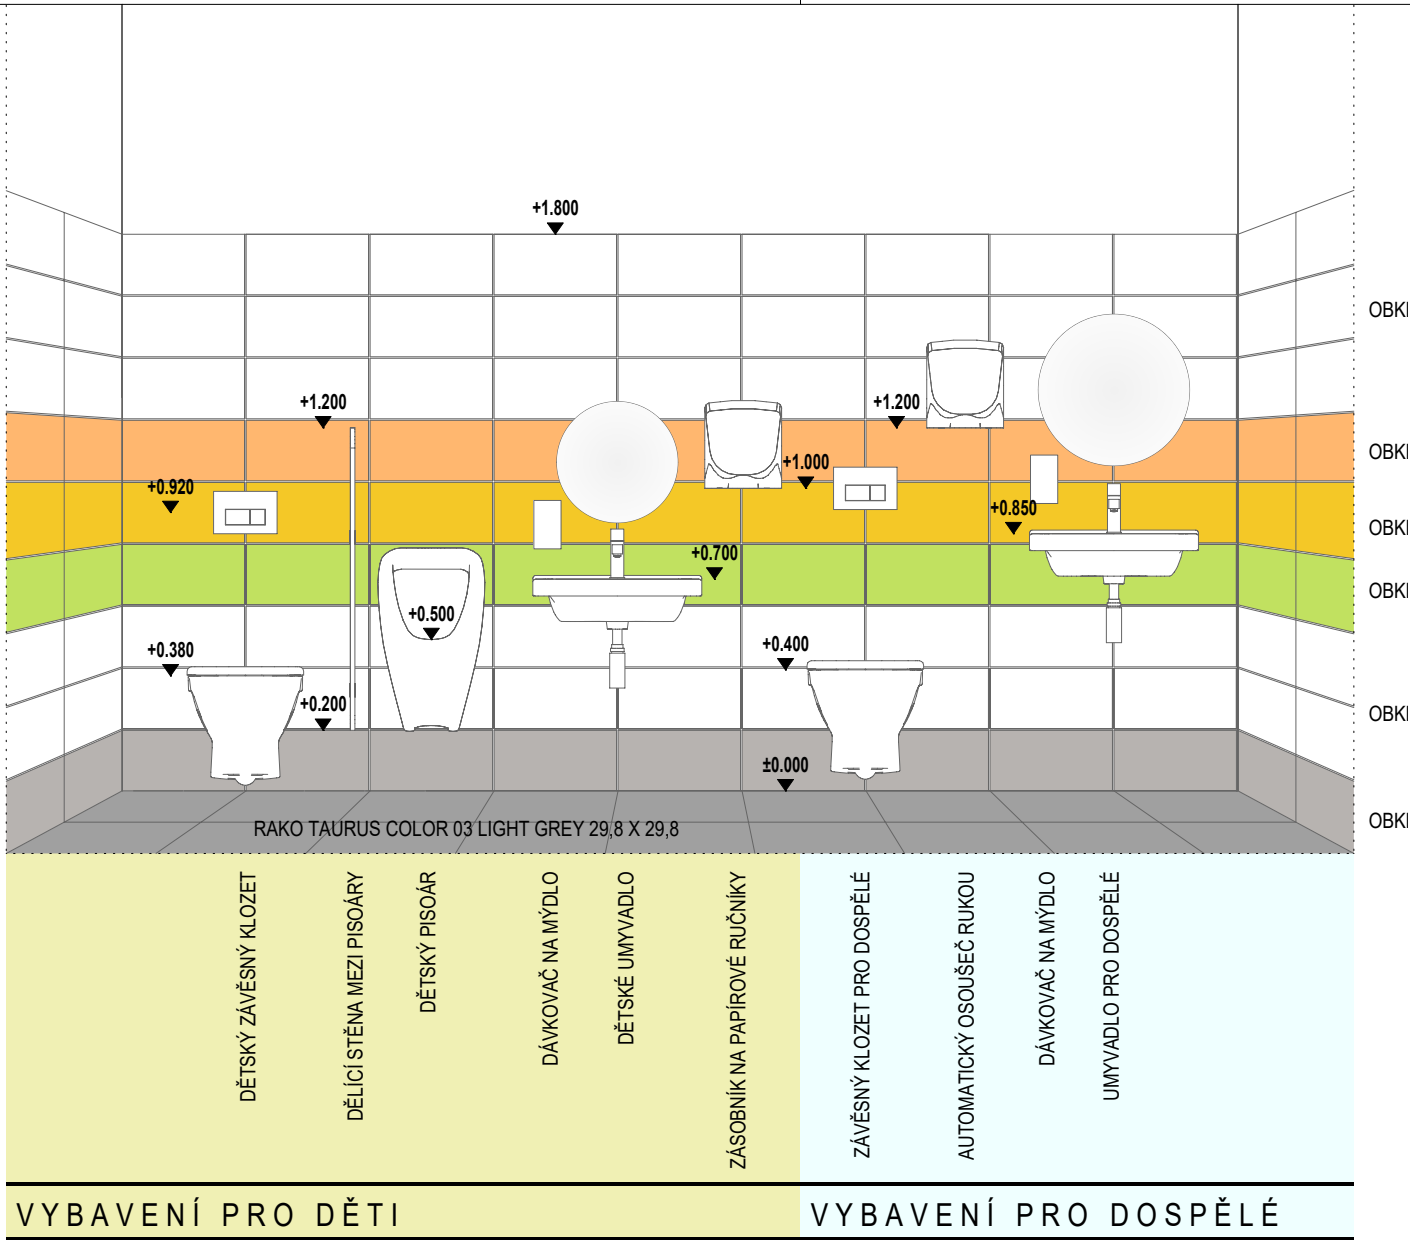 +1.800
+1.200
+1.200
+0.920
+1.000
+0.850
+0.700
+0.500
+0.380
+0.400
+0.200
±0.000
RAKO TAURUS COLOR 03 LIGHT GREY 29,8 X 29,8
DĚTSKÝ ZÁVĚSNÝ KLOZET
DĚLÍCÍ STĚNA MEZI PISOÁRY
DĚTSKÝ PISOÁR
DÁVKOVAČ NA MÝDLO
DĚTSKÉ UMYVADLO
ZÁSOBNÍK NA PAPÍROVÉ RUČNÍKY
ZÁVĚSNÝ KLOZET PRO DOSPĚLÉ
AUTOMATICKÝ OSOUŠEČ RUKOU
DÁVKOVAČ NA MÝDLO
UMYVADLO PRO DOSPĚLÉ
VYBAVENÍ PRO DĚTI
VYBAVENÍ PRO DOSPĚLÉ